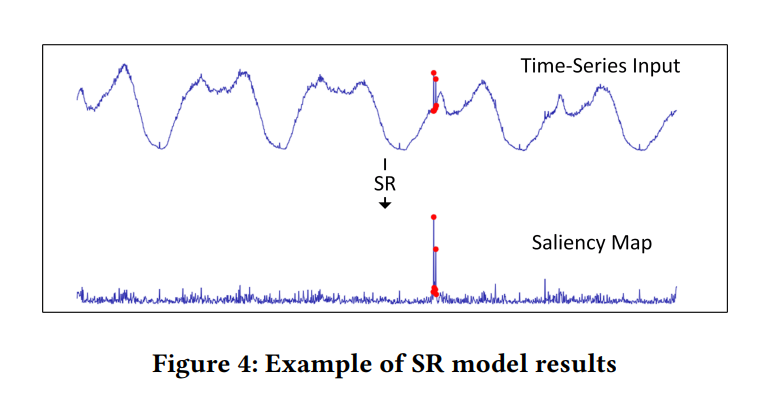 Time-Series Input
SR
Saliency Map
Figure 4: Example of SR model results